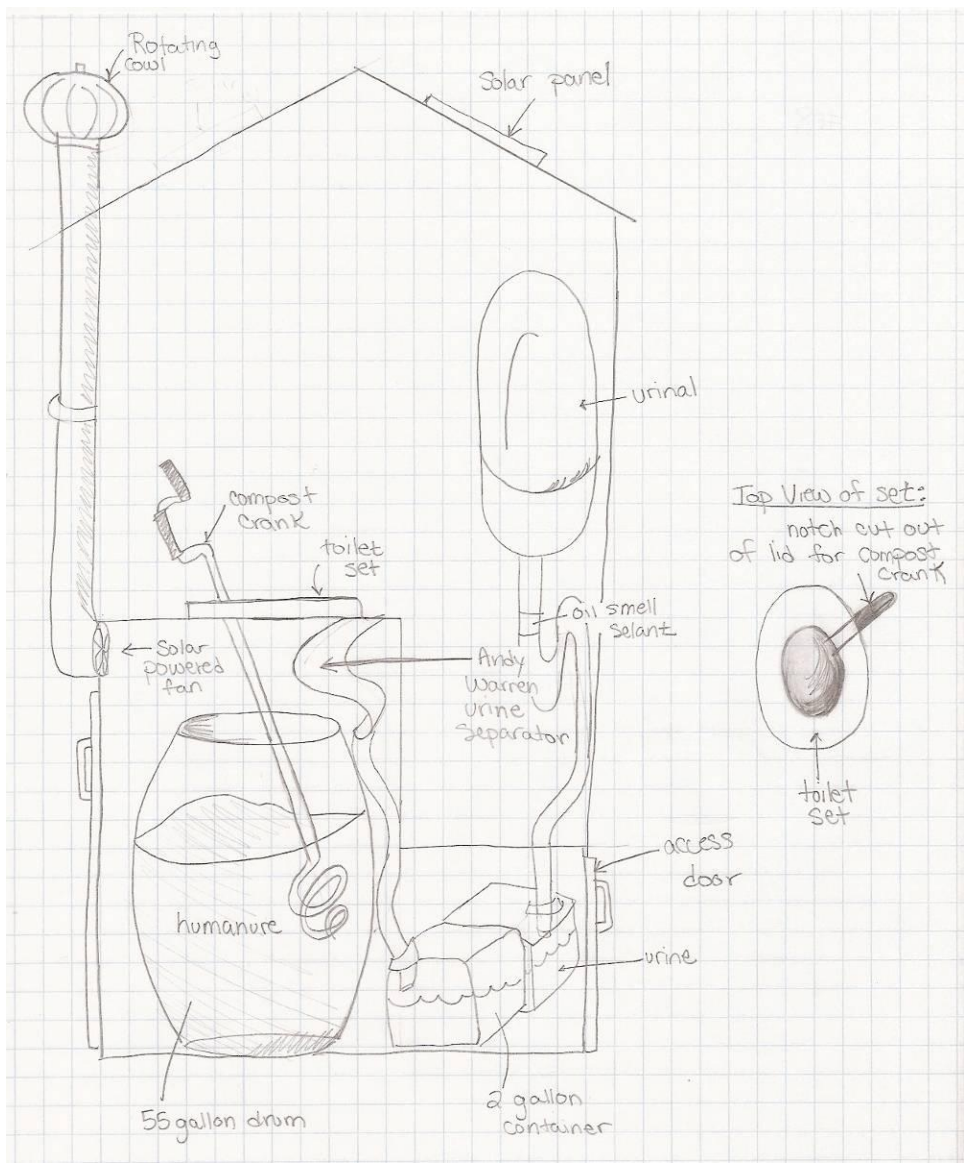 Rotating
cowl
Solar panel
urinal
compost
crank
toilet
set
Top View of set:
notch cut out
of lid for compost
crank
oil smell
selant
Solar
powered
fan
Andy
Warren
urine
separator
toilet
set
access
door
humanure
urine
55 gallon drum
2 gallon
container